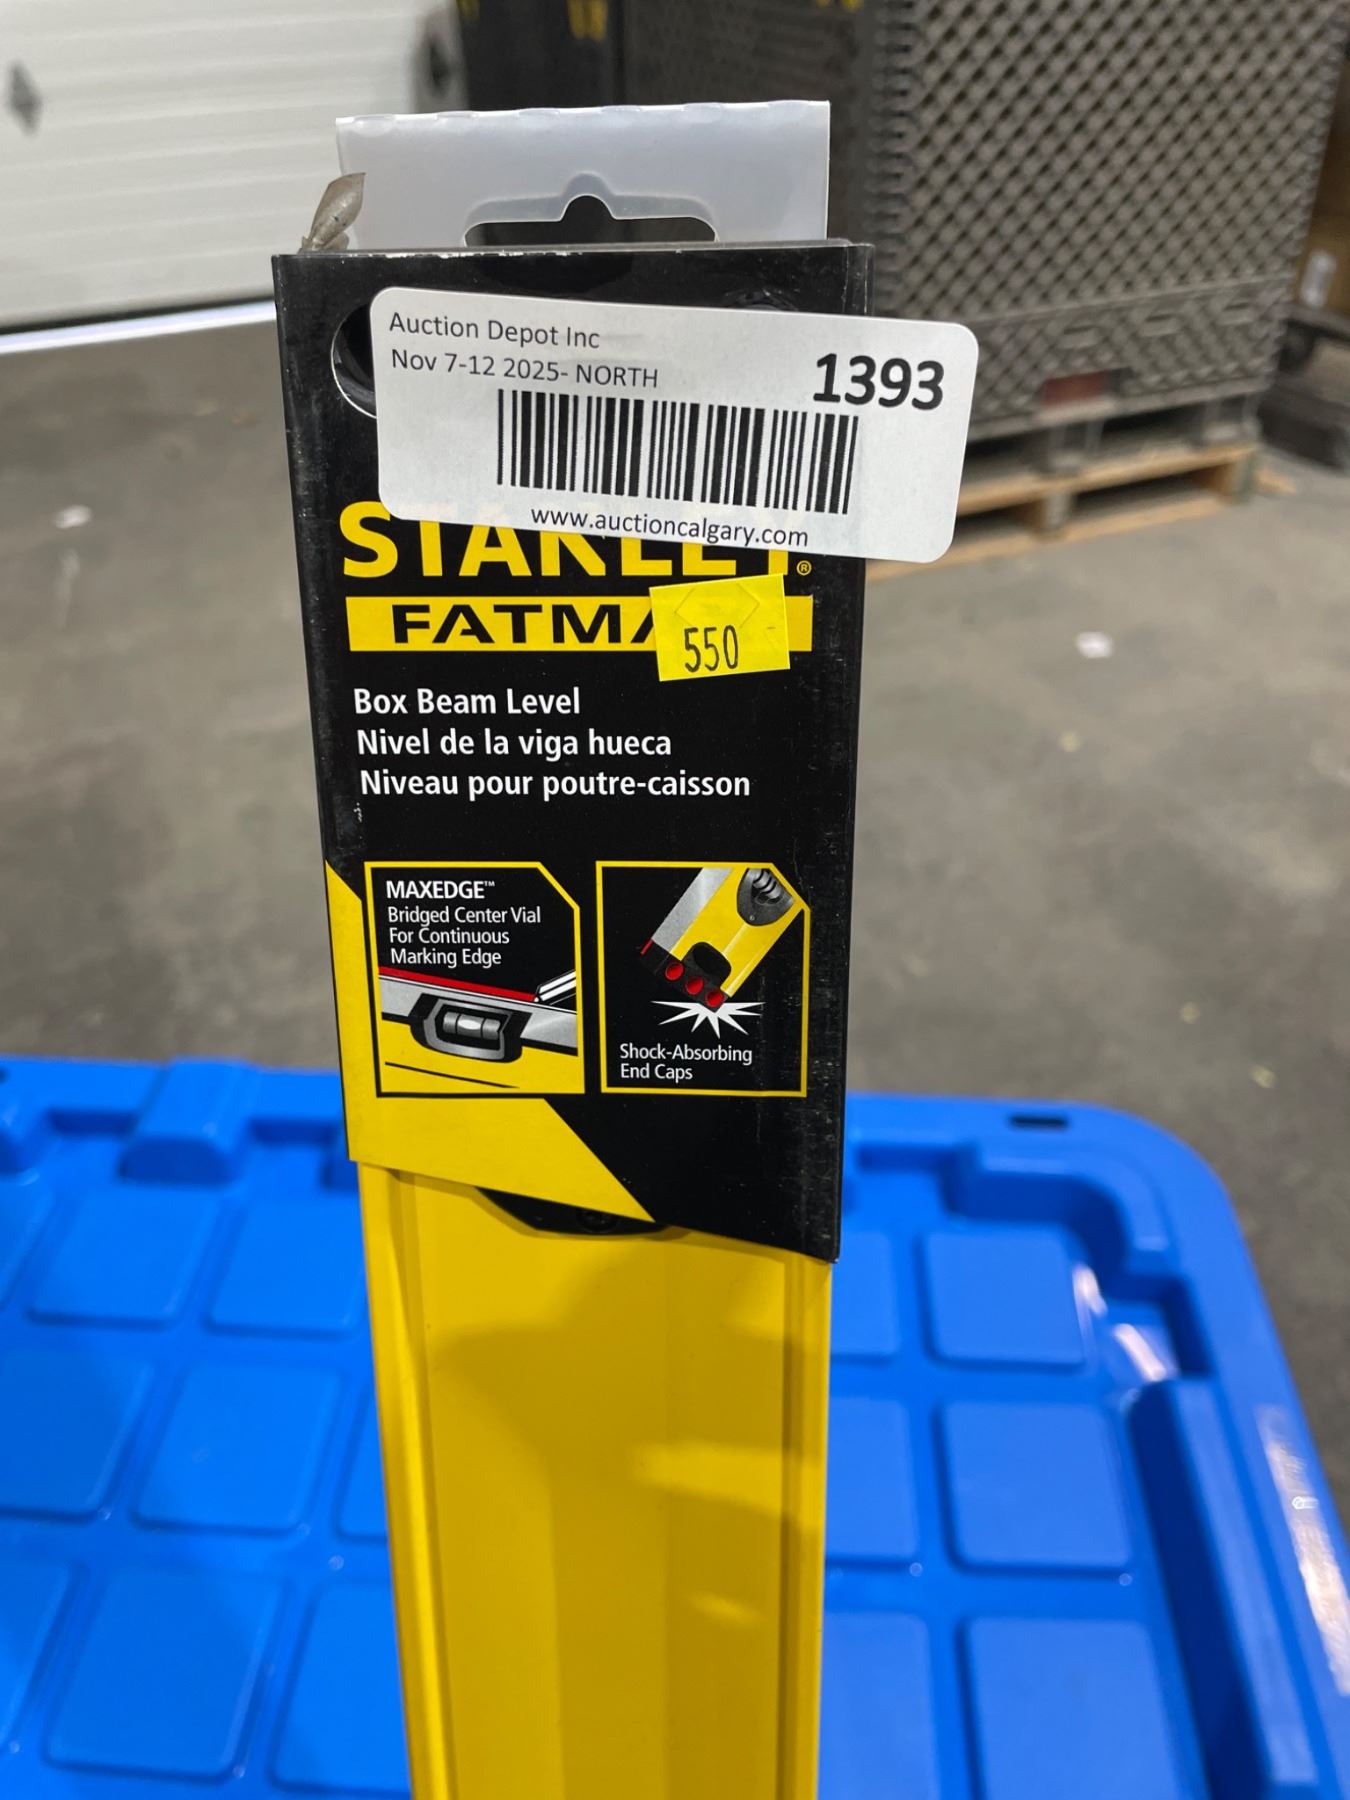 Auction Depot Inc
Nov 7-12 2025- NORTH
1393
www.auctioncalgary.com
STANLEY®
550
Box Beam Level
Nivel de la viga hueca
Niveau pour poutre-caisson
MAXEDGE™
Bridged Center Vial
For Continuous
Marking Edge
Shock-Absorbing
End Caps